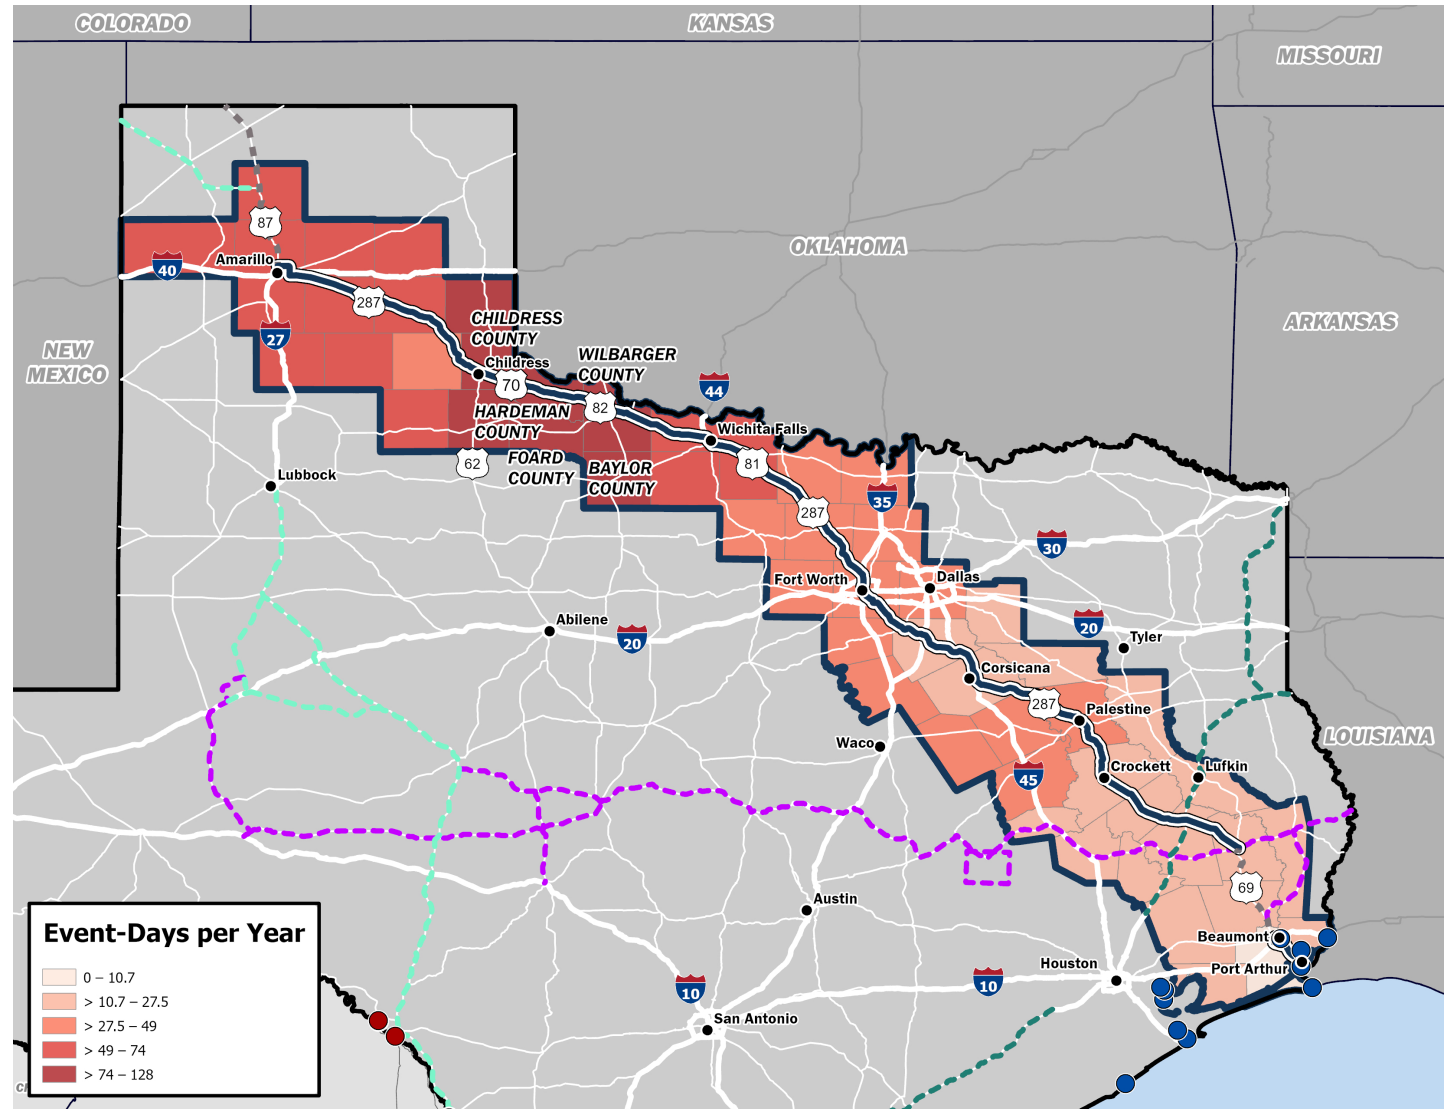 COLORADO
KANSAS
MISSOURI
87
OKLAHOMA
Amarillo
40
287
CHILDRESS
COUNTY
ARKANSAS
27
NEW
MEXICO
WILBARGER
COUNTY
Childress
70
44
82
HARDEMAN
COUNTY
Wichita Falls
62
FOARD
COUNTY
81
BAYLOR
COUNTY
Lubbock
35
287
30
Fort Worth
Dallas
Abilene
20
20
Tyler
Corsicana
287
Palestine
Waco
LOUISIANA
45
Crockett
Lufkin
69
Austin
Beaumont
Houston
Port Arthur
10
10
San Antonio
Event-Days per Year
0 – 10.7
> 10.7 – 27.5
> 27.5 – 49
> 49 – 74
> 74 – 128